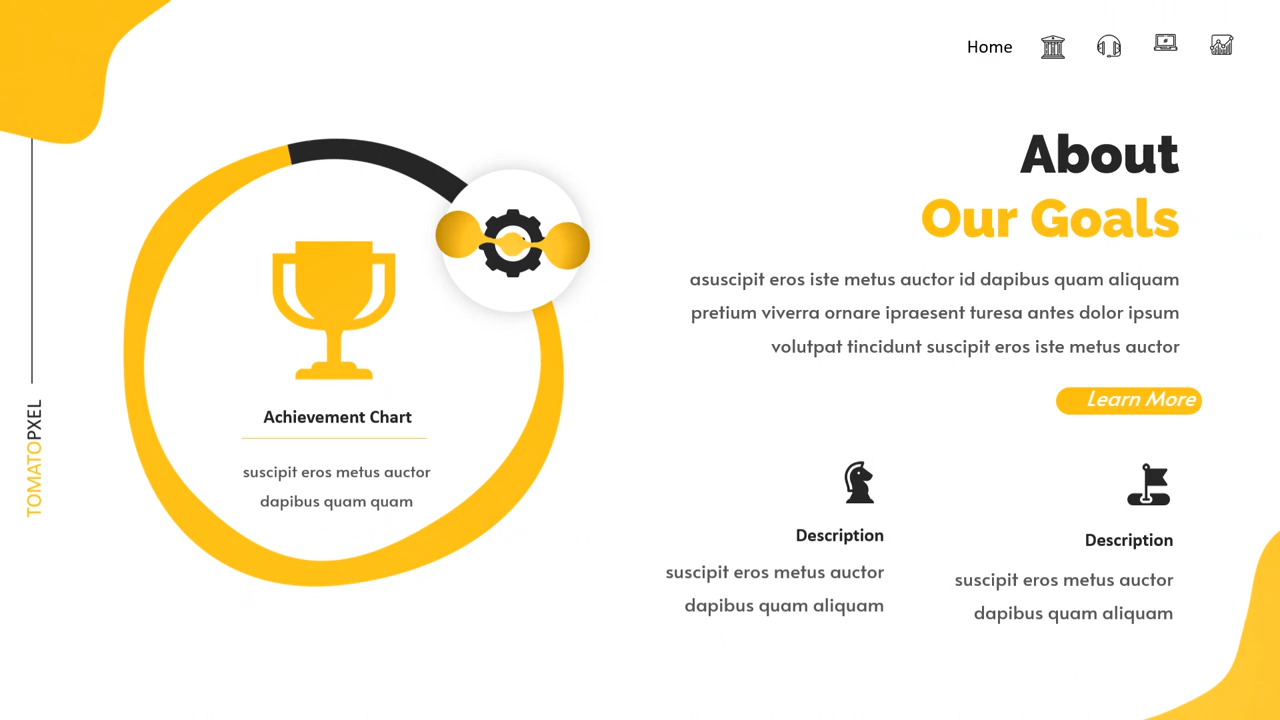 Home
About
Our Goals
asuscipit eros iste metus auctor id dapibus quam aliquam
pretium viverra ornare ipraesent turesa antes dolor ipsum
volutpat tincidunt suscipit eros iste metus auctor
Learn More
Achievement Chart
suscipit eros metus auctor
dapibus quam quam
Description
suscipit eros metus auctor
dapibus quam aliquam
Description
suscipit eros metus auctor
dapibus quam aliquam
TOMATOPXEL